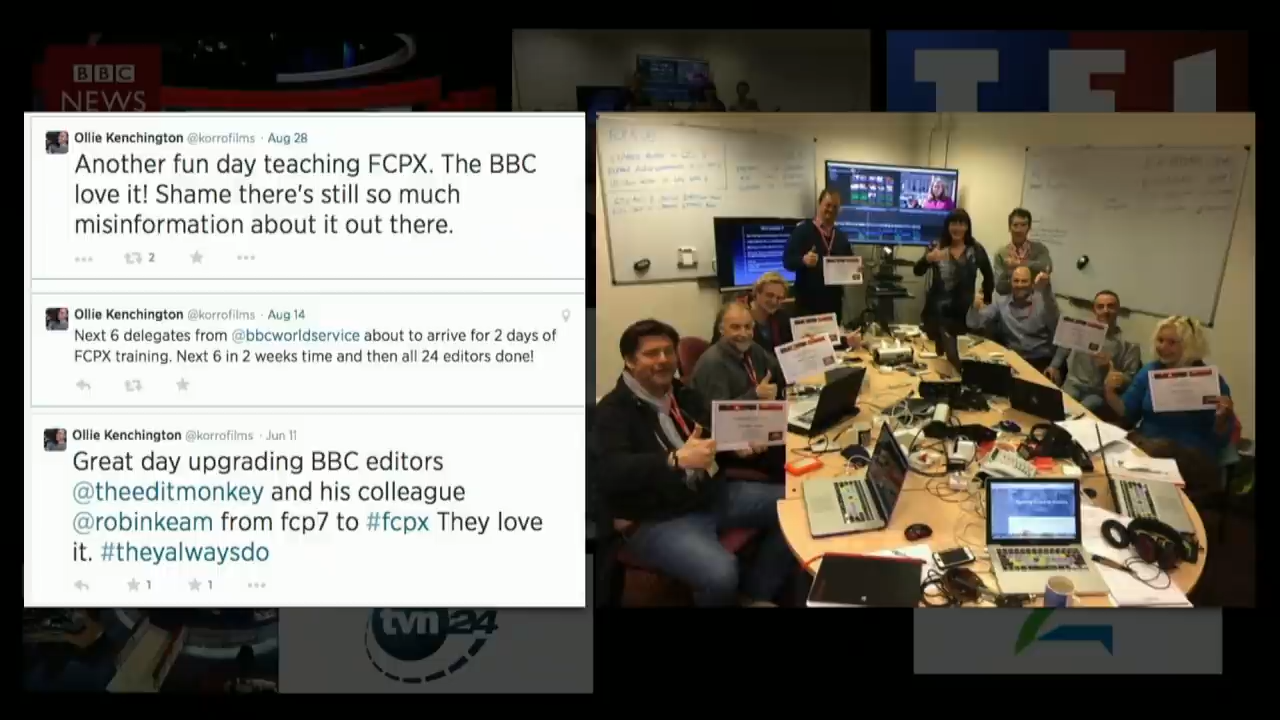 BBC
NEWS
TF1
Ollie Kenchington @korrofilms · Aug 28
Another fun day teaching FCPX. The BBC
love it! Shame there's still so much
misinformation about it out there.
2
Ollie Kenchington @korrofilms · Aug 14
Next 6 delegates from @bbcworldservice about to arrive for 2 days of
FCPX training. Next 6 in 2 weeks time and then all 24 editors done!
Ollie Kenchington @korrofilms · Jun 11
Great day upgrading BBC editors
@theeditmonkey and his colleague
@robinkeam from fcp7 to #fcpx They love
it. #theyalwaysdo
1 1
tvn24